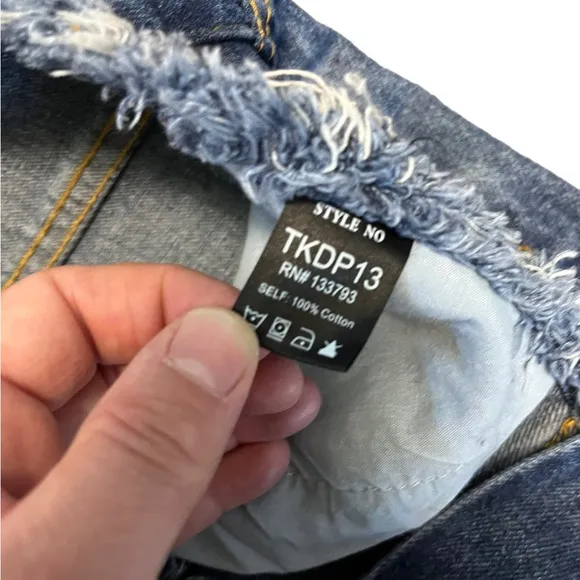 STYLE NO
TKDP13
RN# 133793
SELF: 100% Cotton